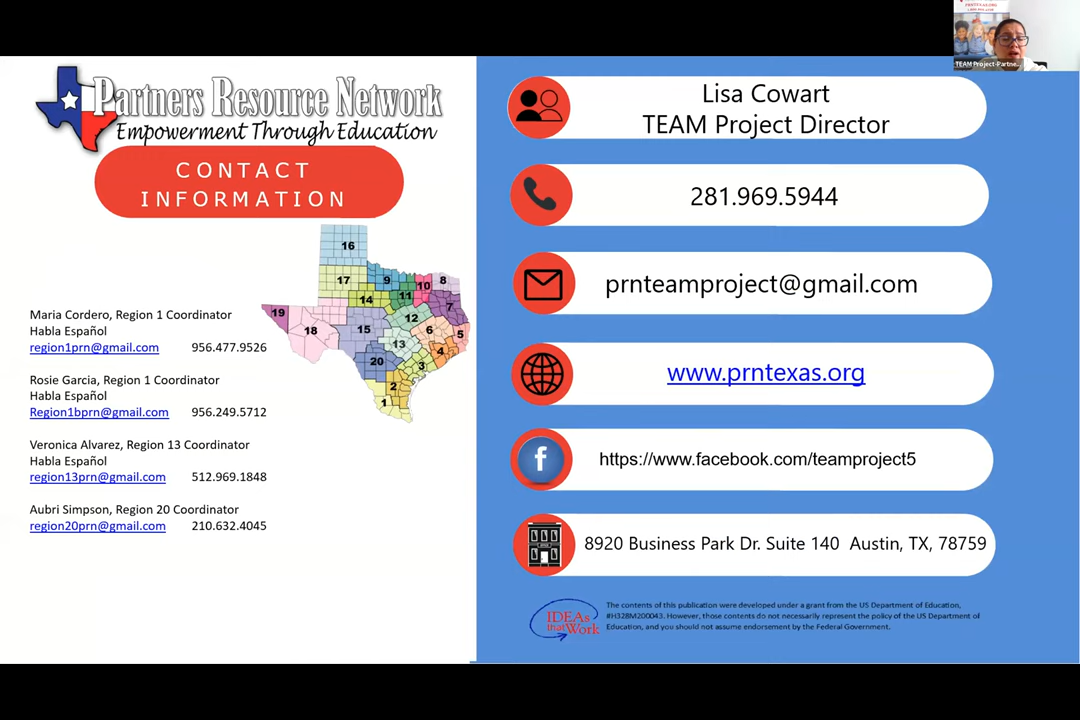 Partners Resource Network
Empowerment Through Education
CONTACT
INFORMATION
Maria Cordero, Region 1 Coordinator
Habla Español
region1prn@gmail.com 956.477.9526
Rosie Garcia, Region 1 Coordinator
Habla Español
Region1bprn@gmail.com 956.249.5712
Veronica Alvarez, Region 13 Coordinator
Habla Español
region13prn@gmail.com 512.969.1848
Aubri Simpson, Region 20 Coordinator
region20prn@gmail.com 210.632.4045
16
17
9
10
8
14
11
7
19
18
15
12
6
5
13
4
20
3
2
1
Lisa Cowart
TEAM Project Director
281.969.5944
prnteamproject@gmail.com
www.prntexas.org
f
https://www.facebook.com/teamproject5
8920 Business Park Dr. Suite 140 Austin, TX, 78759
IDEAs
that Work
The contents of this publication were developed under a grant from the US Department of Education,
#H328M200043. However, those contents do not necessarily represent the policy of the US Department of
Education, and you should not assume endorsement by the Federal Government.
TEAM Project-Partne...